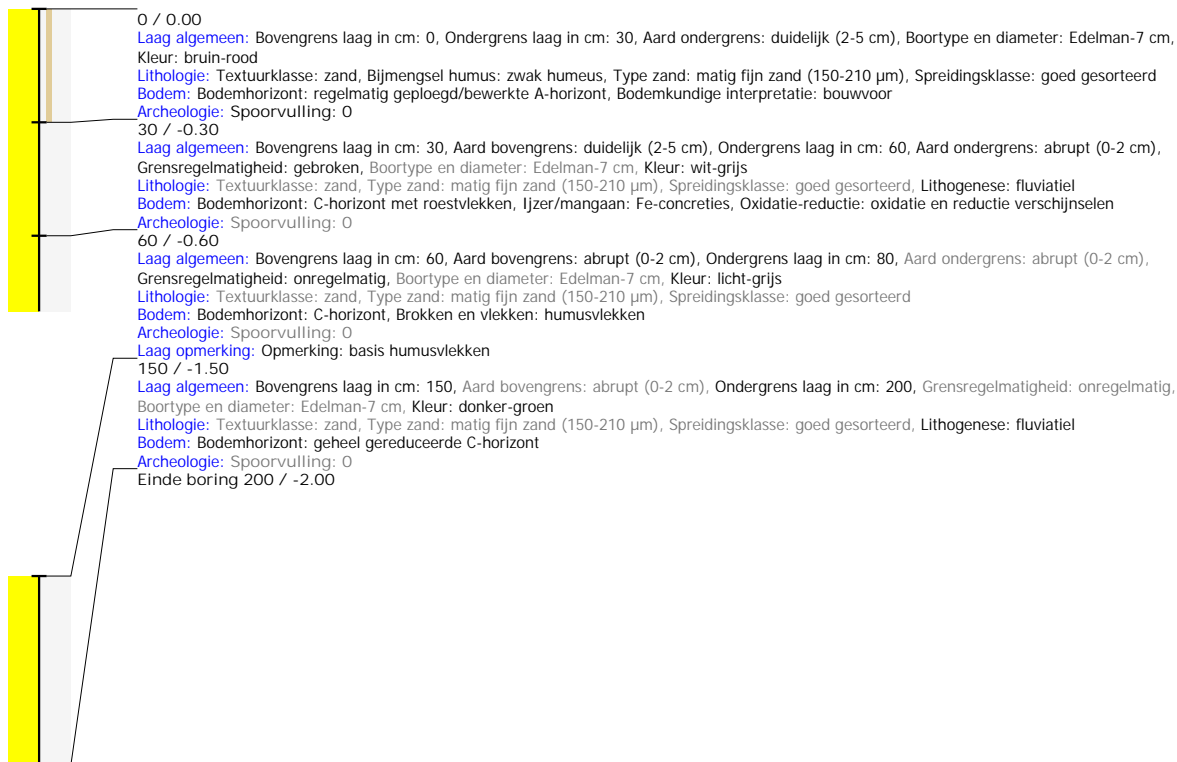 0 / 0.00
Laag algemeen: Bovengrens laag in cm: 0, Ondergrens laag in cm: 30, Aard ondergrens: duidelijk (2-5 cm), Boortype en diameter: Edelman-7 cm,
Kleur: bruin-rood
Lithologie: Textuurklasse: zand, Bijmengsel humus: zwak humeus, Type zand: matig fijn zand (150-210 µm), Spreidingsklasse: goed gesorteerd
Bodem: Bodemhorizont: regelmatig geploegd/bewerkte A-horizont, Bodemkundige interpretatie: bouwvoor
Archeologie: Spoorvulling: 0
30 / -0.30
Laag algemeen: Bovengrens laag in cm: 30, Aard bovengrens: duidelijk (2-5 cm), Ondergrens laag in cm: 60, Aard ondergrens: abrupt (0-2 cm),
Grensregelmatigheid: gebroken, Boortype en diameter: Edelman-7 cm, Kleur: wit-grijs
Lithologie: Textuurklasse: zand, Type zand: matig fijn zand (150-210 µm), Spreidingsklasse: goed gesorteerd, Lithogenese: fluviatiel
Bodem: Bodemhorizont: C-horizont met roestvlekken, Ijzer/mangaan: Fe-concreties, Oxidatie-reductie: oxidatie en reductie verschijnselen
Archeologie: Spoorvulling: 0
60 / -0.60
Laag algemeen: Bovengrens laag in cm: 60, Aard bovengrens: abrupt (0-2 cm), Ondergrens laag in cm: 80, Aard ondergrens: abrupt (0-2 cm),
Grensregelmatigheid: onregelmatig, Boortype en diameter: Edelman-7 cm, Kleur: licht-grijs
Lithologie: Textuurklasse: zand, Type zand: matig fijn zand (150-210 µm), Spreidingsklasse: goed gesorteerd
Bodem: Bodemhorizont: C-horizont, Brokken en vlekken: humusvlekken
Archeologie: Spoorvulling: 0
Laag opmerking: Opmerking: basis humusvlekken
150 / -1.50
Laag algemeen: Bovengrens laag in cm: 150, Aard bovengrens: abrupt (0-2 cm), Ondergrens laag in cm: 200, Grensregelmatigheid: onregelmatig,
Boortype en diameter: Edelman-7 cm, Kleur: donker-groen
Lithologie: Textuurklasse: zand, Type zand: matig fijn zand (150-210 µm), Spreidingsklasse: goed gesorteerd, Lithogenese: fluviatiel
Bodem: Bodemhorizont: geheel gereduceerde C-horizont
Archeologie: Spoorvulling: 0
Einde boring 200 / -2.00